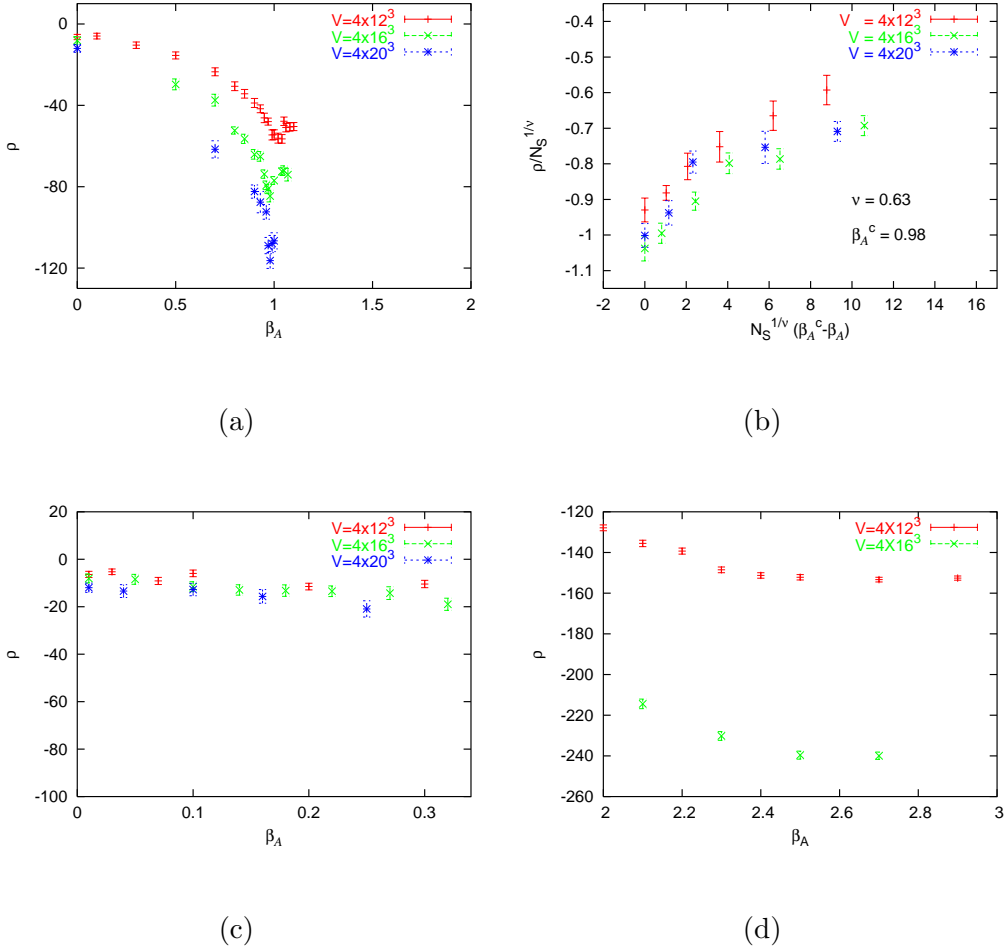 0
-40
-80
-120
0
0.5
1
1.5
2
ρ
β_A
V=4x12^3
V=4x16^3
V=4x20^3
(a)
-0.4
-0.5
-0.6
-0.7
-0.8
-0.9
-1
-1.1
-2
0
2
4
6
8
10
12
14
16
ρ/N_S^{1/ν}
N_S^{1/ν} (β_A^c-β_A)
V = 4x12^3
V = 4x16^3
V = 4x20^3
ν = 0.63
β_A^c = 0.98
(b)
20
0
-20
-40
-60
-80
-100
0
0.1
0.2
0.3
ρ
β_A
V=4x12^3
V=4x16^3
V=4x20^3
(c)
-120
-140
-160
-180
-200
-220
-240
-260
2
2.2
2.4
2.6
2.8
3
ρ
β_A
V=4X12^3
V=4X16^3
(d)